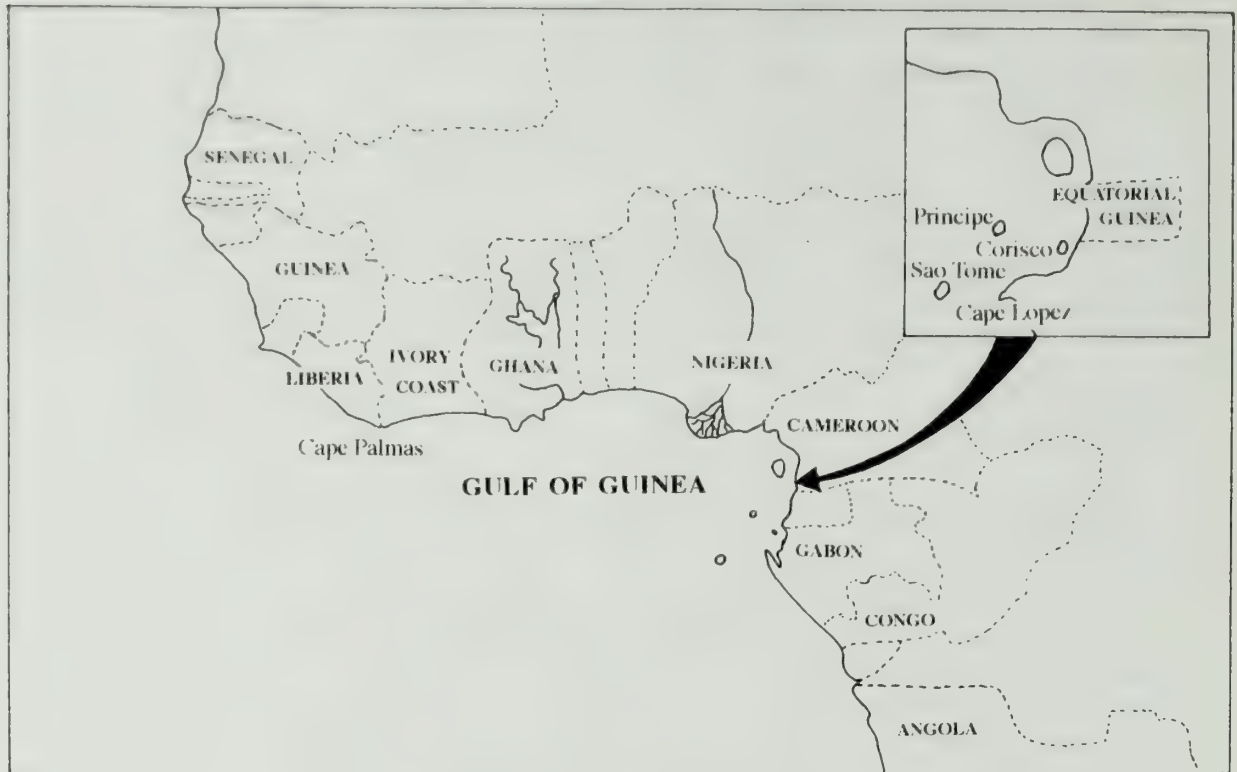 SENEGAL
GUINEA
LIBERIA
IVORY
COAST
GHANA
NIGERIA
CAMEROON
Cape Palmas
GULF OF GUINEA
GABON
CONGO
ANGOLA
EQUATORIAL
GUINEA
Principe
Corisco
Sao Tome
Cape Lopez